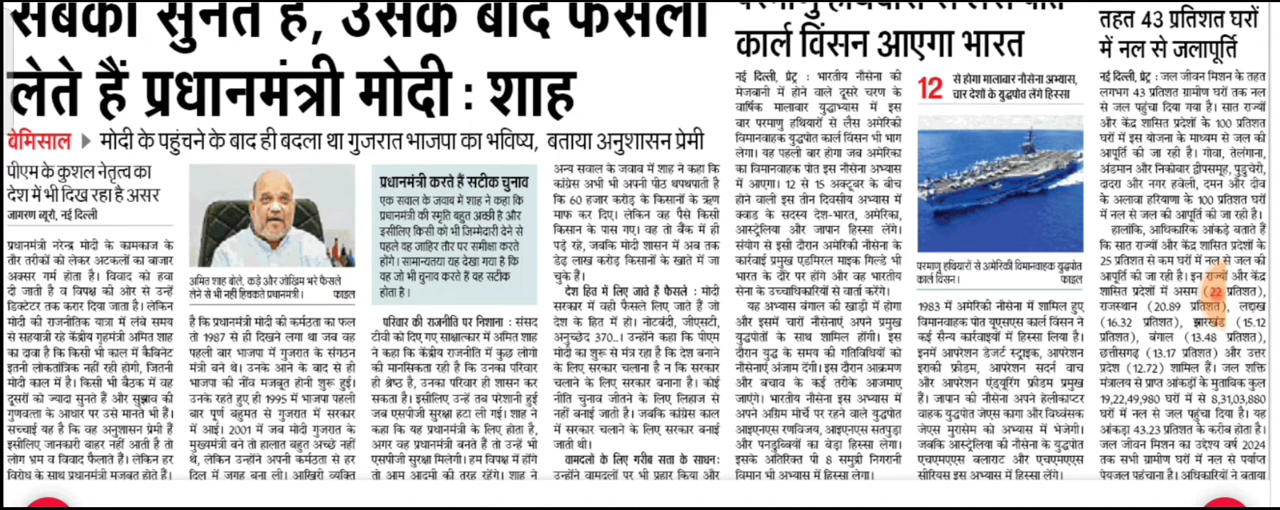 सबकी सुनते हैं, उसके बाद फैसला
लेते हैं प्रधानमंत्री मोदी : शाह
बेमिसाल ▶ मोदी के पहुंचने के बाद ही बदला था गुजरात भाजपा का भविष्य, बताया अनुशासन प्रेमी
पीएम के कुशल नेतृत्व का
देश में भी दिख रहा है असर
जागरण ब्यूरो, नई दिल्ली
प्रधानमंत्री नरेन्द्र मोदी के कामकाज के
तौर तरीकों को लेकर अटकलों का बाजार
अक्सर गर्म होता है। विवाद को हवा
दी जाती है व विपक्ष की ओर से उन्हें
डिक्टेटर तक करार दिया जाता है। लेकिन
मोदी की राजनीतिक यात्रा में लंबे समय
से सहयात्री रहे केंद्रीय गृहमंत्री अमित शाह
का दावा है कि किसी भी काल में कैबिनेट
इतनी लोकतांत्रिक नहीं रही होगी, जितनी
मोदी काल में है। किसी भी बैठक में वह
दूसरों को ज्यादा सुनते हैं और सुझाव की
गुणवत्ता के आधार पर उसे मानते भी हैं।
सच्चाई यह है कि वह अनुशासन प्रेमी हैं
इसीलिए जानकारी बाहर नहीं आती है तो
लोग भ्रम व विवाद फैलाते हैं। लेकिन हर
विरोध के साथ प्रधानमंत्री मजबूत होते हैं।
अमित शाह बोले, कड़े और जोखिम भरे फैसले
लेने से भी नहीं हिचकते प्रधानमंत्री। फाइल
है कि प्रधानमंत्री मोदी की कर्मठता का फल
तो 1987 से ही दिखने लगा था जब वह
पहली बार भाजपा में गुजरात के संगठन
मंत्री बने थे। उनके आने के बाद से ही
भाजपा की नींव मजबूत होनी शुरू हुई।
उनके रहते हुए ही 1995 में भाजपा पहली
बार पूर्ण बहुमत से गुजरात में सरकार
में आई। 2001 में जब मोदी गुजरात के
मुख्यमंत्री बने तो हालात बहुत अच्छे नहीं
थे, लेकिन उन्होंने अपनी कर्मठता से हर
दिल में जगह बना ली। आखिरी व्यक्ति
प्रधानमंत्री करते हैं सटीक चुनाव
एक सवाल के जवाब में शाह ने कहा कि
प्रधानमंत्री की स्मृति बहुत अच्छी है और
इसीलिए किसी को भी जिम्मेदारी देने से
पहले वह जाहिर तौर पर समीक्षा करते
होंगे। सामान्यतया यह देखा गया है कि
वह जो भी चुनाव करते हैं वह सटीक
होता है।
परिवार की राजनीति पर निशाना : संसद
टीवी को दिए गए साक्षात्कार में अमित शाह
ने कहा कि केंद्रीय राजनीति में कुछ लोगों
की मानसिकता रही है कि उनका परिवार
ही श्रेष्ठ है, उनका परिवार ही शासन कर
सकता है। इसीलिए उन्हें तब परेशानी हुई
जब एसपीजी सुरक्षा हटा ली गई। शाह ने
कहा कि यह प्रधानमंत्री के लिए होता है,
अगर वह प्रधानमंत्री बनते हैं तो उन्हें भी
एसपीजी सुरक्षा मिलेगी। हम विपक्ष में होंगे
तो आम आदमी की तरह रहेंगे। शाह ने
अन्य सवाल के जवाब में शाह ने कहा कि
कांग्रेस अभी भी अपनी पीठ थपथपाती है
कि 60 हजार करोड़ के किसानों के ऋण
माफ कर दिए। लेकिन वह पैसे किसी
किसान के पास गए। वह तो बैंक में ही
पड़े रहे, जबकि मोदी शासन में अब तक
डेढ़ लाख करोड़ किसानों के खाते में जा
चुके है।
देश हित में लिए जाते हैं फैसले : मोदी
सरकार में वही फैसले लिए जाते हैं जो
देश के हित में हो। नोटबंदी, जीएसटी,
अनुच्छेद 370..। उन्होंने कहा कि पीएम
मोदी का शुरू से मंत्र रहा है कि देश बनाने
के लिए सरकार चलाना है न कि सरकार
चलाने के लिए सरकार बनाना है। कोई
नीति चुनाव जीतने के लिए लिहाज से
नहीं बनाई जाती है। जबकि कांग्रेस काल
में सरकार चलाने के लिए सरकार बनाई
जाती थी।
वामदलों के लिए गरीब सता के साधन:
उन्होंने वामदलों पर भी प्रहार किया और
परमाणु हथियारों से लैस पोत
कार्ल विंसन आएगा भारत
नई दिल्ली, प्रेट्र : भारतीय नौसेना की
मेजबानी में होने वाले दूसरे चरण के
वार्षिक मालाबार युद्धाभ्यास में इस
बार परमाणु हथियारों से लैस अमेरिकी
विमानवाहक युद्धपोत कार्ल विंसन भी भाग
लेगा। यह पहली बार होगा जब अमेरिका
का विमानवाहक पोत इस नौसेना अभ्यास
में आएगा। 12 से 15 अक्टूबर के बीच
होने वाली इस तीन दिवसीय अभ्यास में
क्वाड के सदस्य देश-भारत, अमेरिका,
आस्ट्रेलिया और जापान हिस्सा लेंगे।
संयोग से इसी दौरान अमेरिकी नौसेना के
कार्रवाई प्रमुख एडमिरल माइक गिल्डे भी
भारत के दौरे पर होंगे और वह भारतीय
सेना के उच्चाधिकारियों से वार्ता करेंगे।
यह अभ्यास बंगाल की खाड़ी में होगा
और इसमें चारों नौसेनाएं अपने प्रमुख
युद्धपोतों के साथ शामिल होंगी। इस
दौरान युद्ध के समय की गतिविधियों को
नौसेनाएं अंजाम देंगी। इस दौरान आक्रमण
और बचाव के कई तरीके आजमाए
जाएंगे। भारतीय नौसेना इस अभ्यास में
अपने अग्रिम मोर्चे पर रहने वाले युद्धपोत
आइएनएस रणविजय, आइएनएस सतपुड़ा
और पनडुब्बियों का बेड़ा हिस्सा लेगा।
इसके अतिरिक्त पी 8 समुद्री निगरानी
विमान भी अभ्यास में हिस्सा लेंगे।
12 से होगा मालाबार नौसेना अभ्यास,
चार देशों के युद्धपोत लेंगे हिस्सा
परमाणु हथियारों से अमेरिकी विमानवाहक युद्धपोत
कार्ल विंसन। फाइल
1983 में अमेरिकी नौसेना में शामिल हुए
विमानवाहक पोत यूएसएस कार्ल विंसन ने
कई सैन्य कार्रवाइयों में हिस्सा लिया है।
इनमें आपरेशन डेजर्ट स्ट्राइक, आपरेशन
इराकी फ्रीडम, आपरेशन सदर्न वाच
और आपरेशन एंड्यूरिंग फ्रीडम प्रमुख
हैं। जापान की नौसेना अपने हेलीकाप्टर
वाहक युद्धपोत जेएस कागा और विध्वंसक
जेएस मुरासेम को अभ्यास में भेजेगी।
जबकि आस्ट्रेलिया की नौसेना के युद्धपोत
एचएमएएस बलाराट और एचएमएएस
सीरियस इस अभ्यास में हिस्सा लेंगे।
तहत 43 प्रतिशत घरों
में नल से जलापूर्ति
नई दिल्ली, प्रेट्र : जल जीवन मिशन के तहत
लगभग 43 प्रतिशत ग्रामीण घरों तक नल
से जल पहुंचा दिया गया है। सात राज्यों
और केंद्र शासित प्रदेशों के 100 प्रतिशत
घरों में इस योजना के माध्यम से जल की
आपूर्ति की जा रही है। गोवा, तेलंगाना,
अंडमान और निकोबार द्वीपसमूह, पुडुचेरी,
दादरा और नगर हवेली, दमन और दीव
के अलावा हरियाणा के 100 प्रतिशत घरों
में नल से जल की आपूर्ति की जा रही है।
हालांकि, आधिकारिक आंकड़े बताते हैं
कि सात राज्यों और केंद्र शासित प्रदेशों के
25 प्रतिशत से कम घरों में नल से जल की
आपूर्ति की जा रही है। इन राज्यों और केंद्र
शासित प्रदेशों में असम (22 प्रतिशत),
राजस्थान (20.89 प्रतिशत), लद्दाख
(16.32 प्रतिशत), झारखंड (15.12
प्रतिशत), बंगाल (13.48 प्रतिशत),
छत्तीसगढ़ (13.17 प्रतिशत) और उत्तर
प्रदेश (12.72) शामिल हैं। जल शक्ति
मंत्रालय से प्राप्त आंकड़ों के मुताबिक कुल
19,22,49,980 घरों में से 8,31,03,880
घरों में नल से जल पहुंचा दिया है। यह
आंकड़ा 43.23 प्रतिशत के करीब होता है।
जल जीवन मिशन का उद्देश्य वर्ष 2024
तक सभी ग्रामीण घरों में नल से पर्याप्त
पेयजल पहुंचाना है। अधिकारियों ने बताया